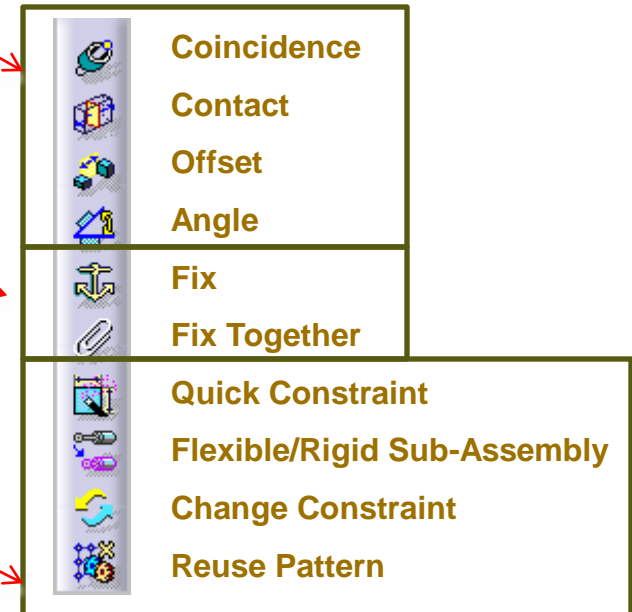 Coincidence
Contact
Offset
Angle
Fix
Fix Together
Quick Constraint
Flexible/Rigid Sub-Assembly
Change Constraint
Reuse Pattern